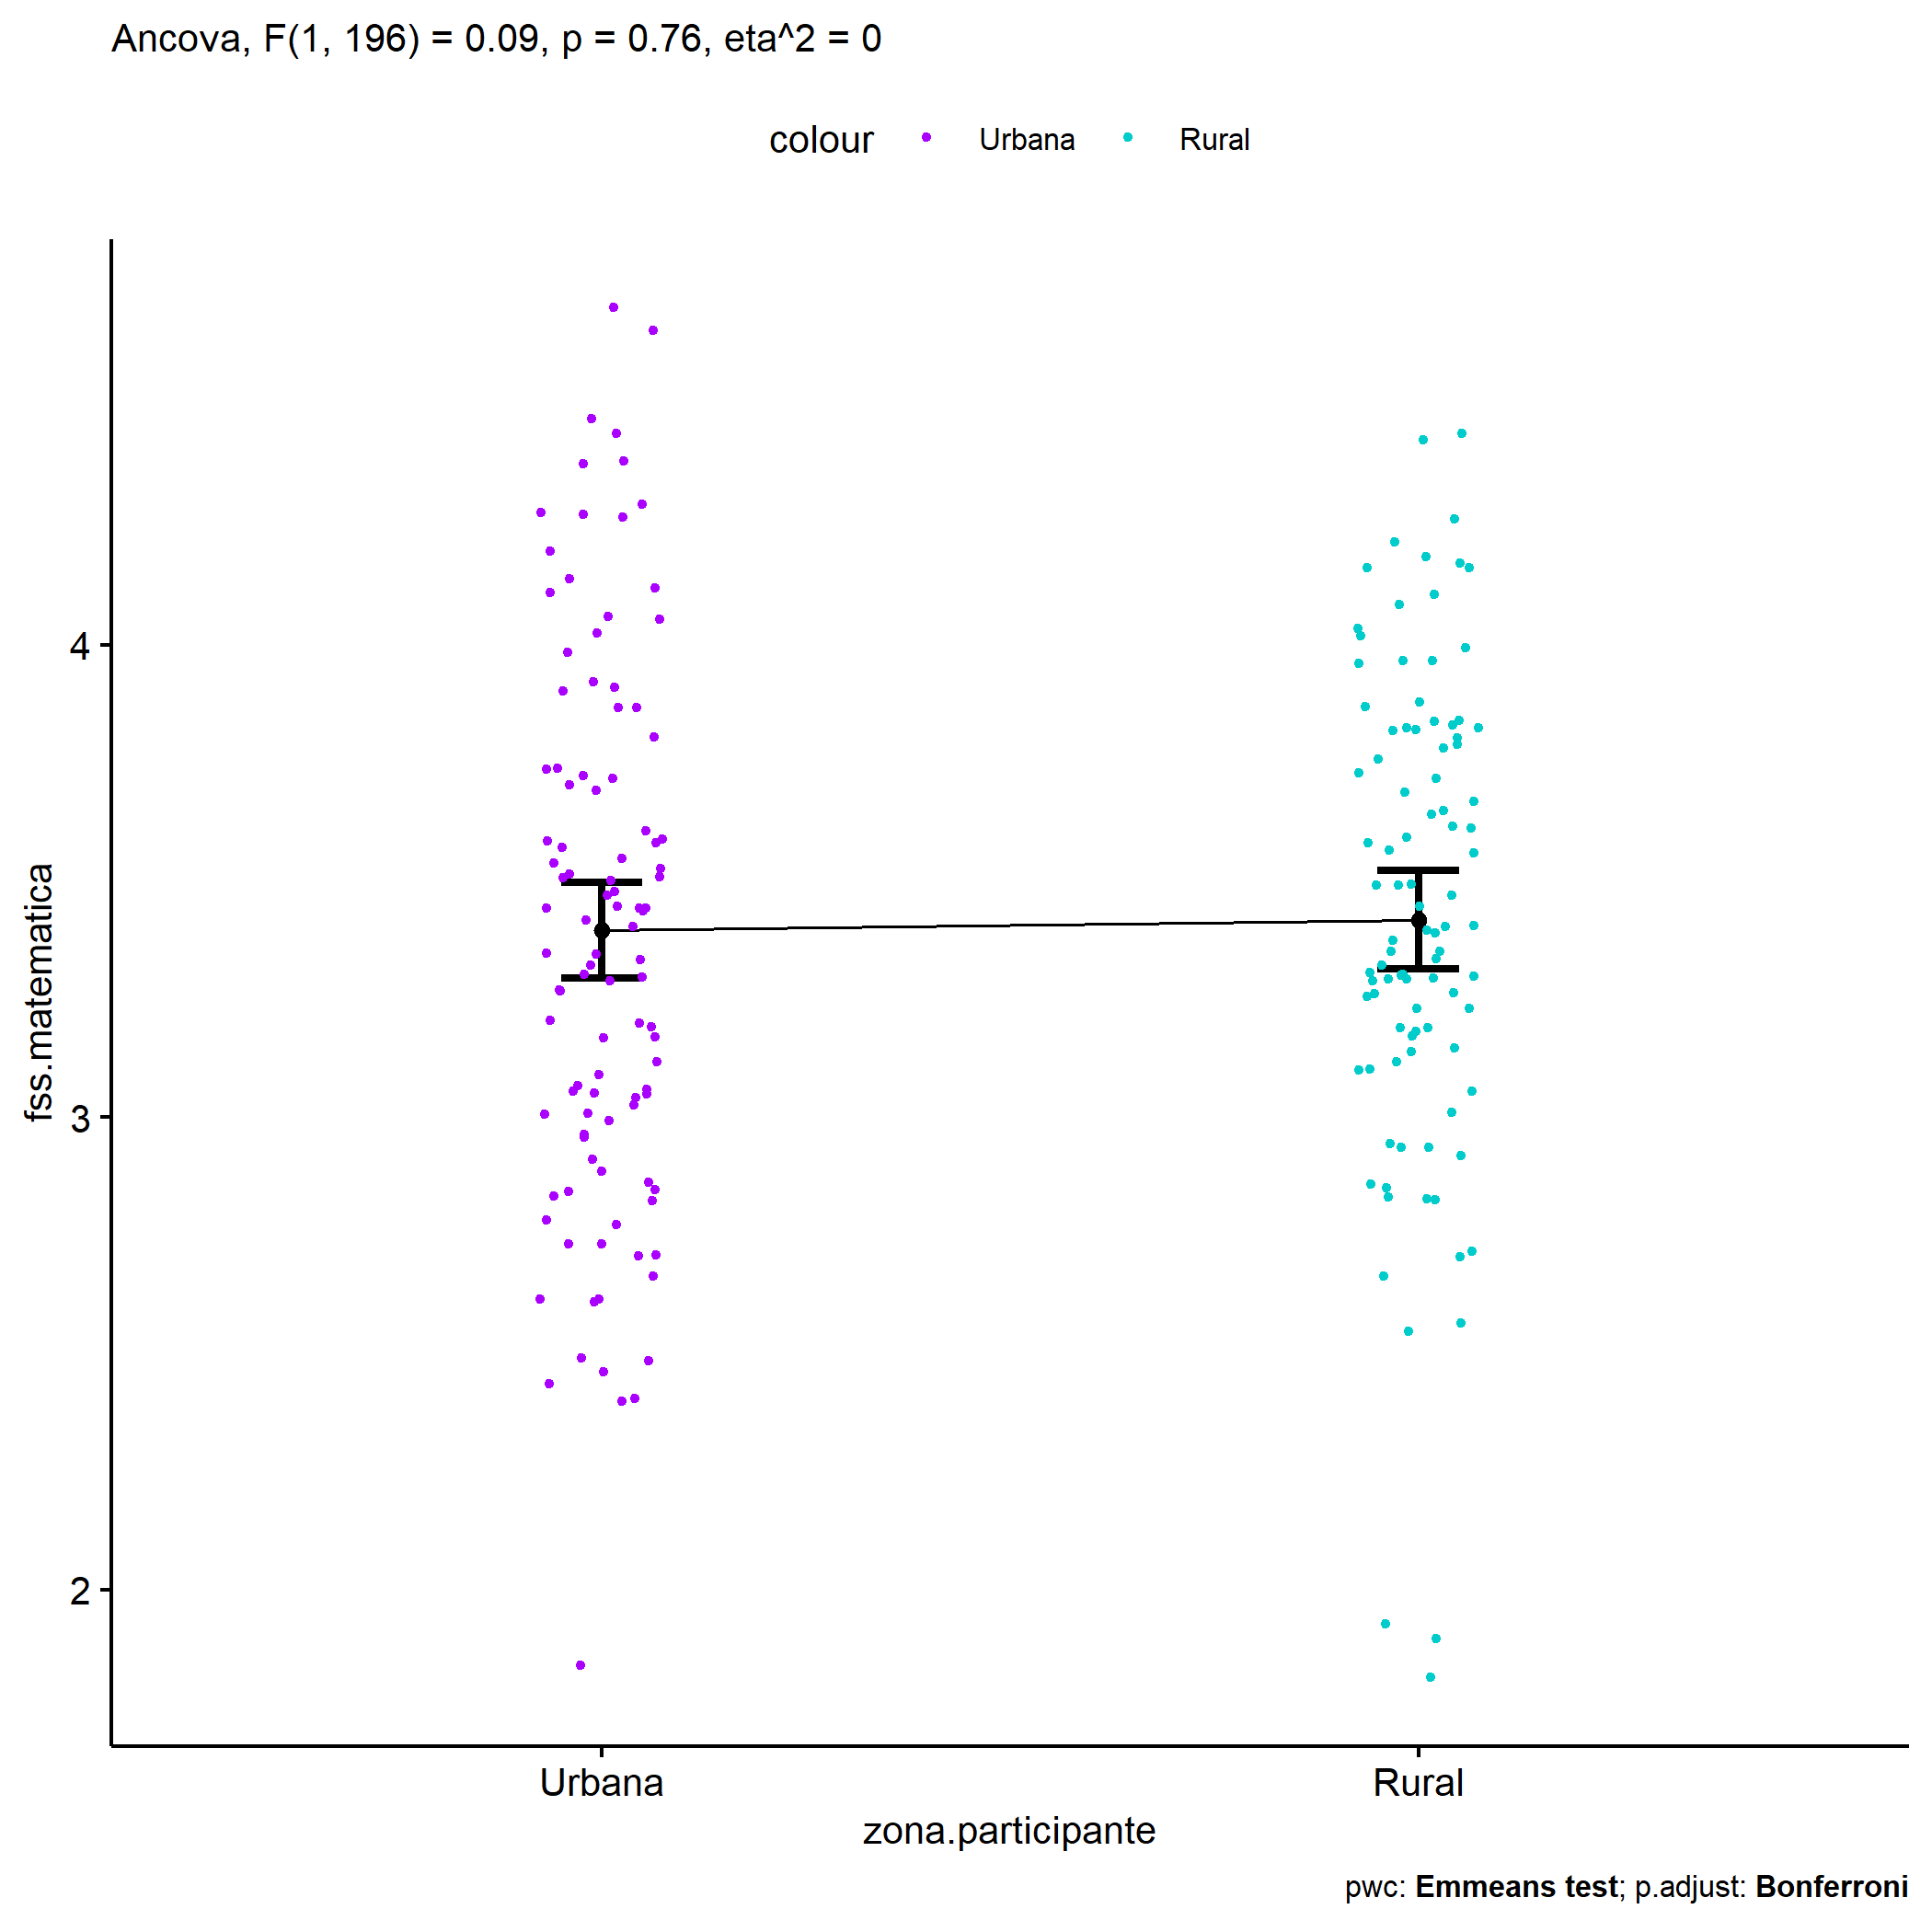 Ancova, F(1, 196) = 0.09, p = 0.76, eta^2 = 0
colour Urbana Rural
fss.matematica
4
3
2
Urbana Rural
zona.participante
pwc: Emmeans test; p.adjust: Bonferroni